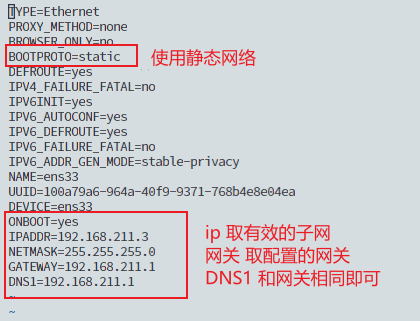 TYPE=Ethernet
PROXY_METHOD=none
BROWSER_ONLY=no
BOOTPROTO=static
使用静态网络
DEFROUTE=yes
IPV4_FAILURE_FATAL=no
IPV6INIT=yes
IPV6_AUTOCONF=yes
IPV6_DEFROUTE=yes
IPV6_FAILURE_FATAL=no
IPV6_ADDR_GEN_MODE=stable-privacy
NAME=ens33
UUID=100a79a6-964a-40f9-9371-768b4e8e04ea
DEVICE=ens33
ONBOOT=yes
IPADDR=192.168.211.3
NETMASK=255.255.255.0
GATEWAY=192.168.211.1
DNS1=192.168.211.1
ip 取有效的子网
网关 取配置的网关
DNS1 和网关相同即可
~
~